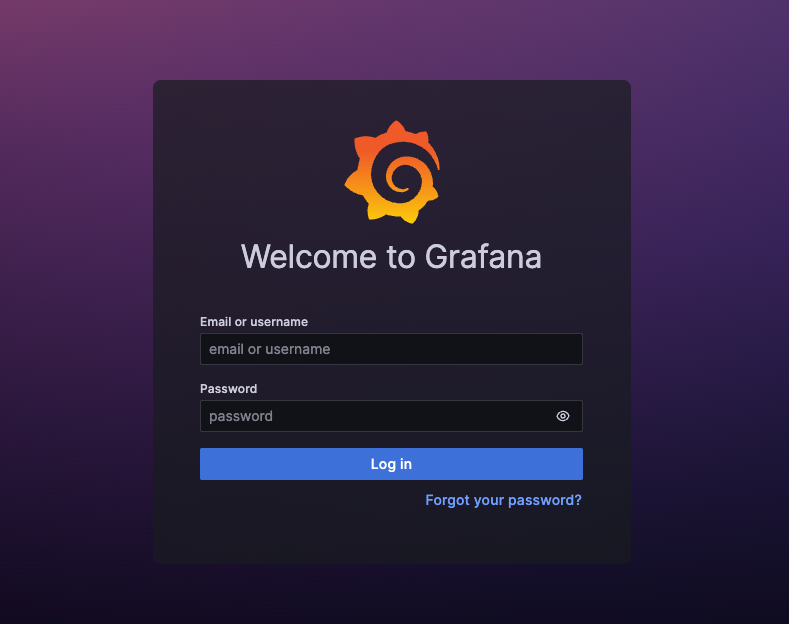 Welcome to Grafana
Email or username
email or username
Password
password
Log in
Forgot your password?